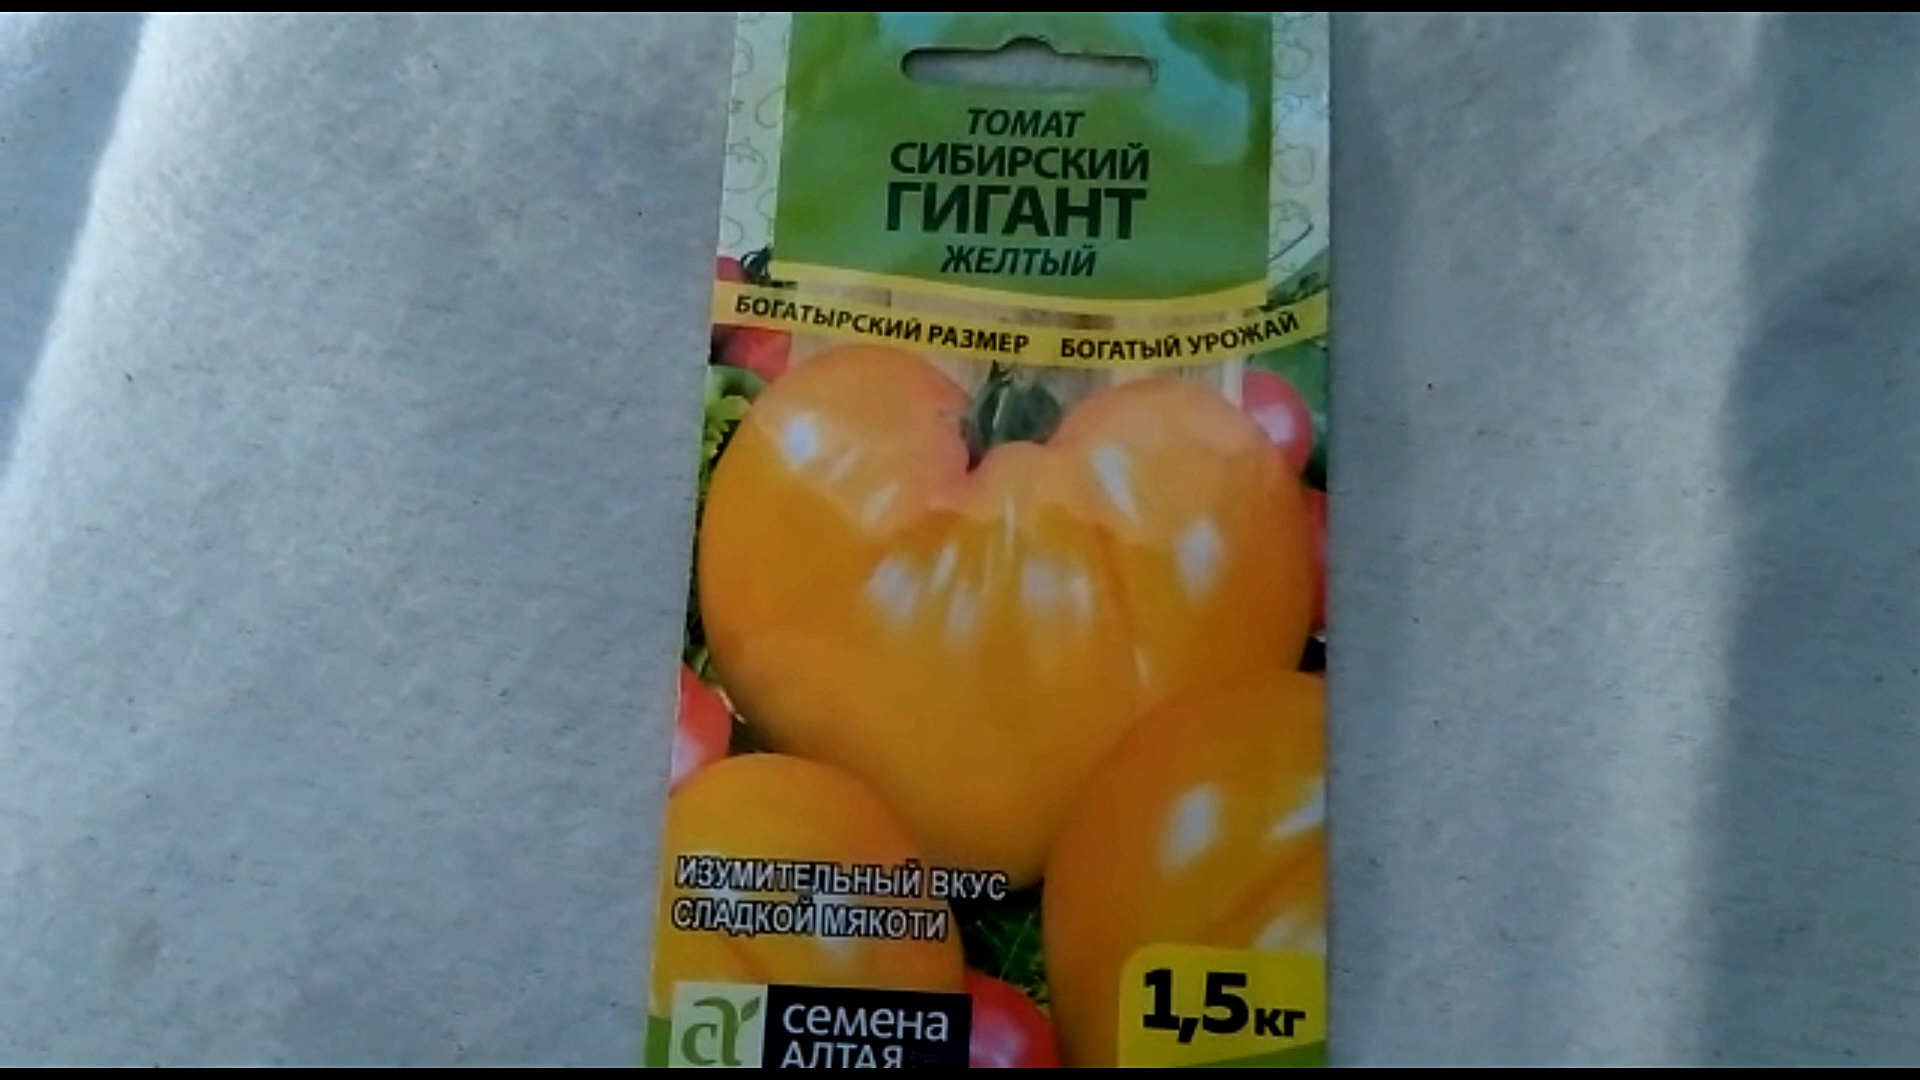 ТОМАТ
СИБИРСКИЙ
ГИГАНТ
ЖЕЛТЫЙ
БОГАТЫРСКИЙ РАЗМЕР БОГАТЫЙ УРОЖАЙ
ИЗУМИТЕЛЬНЫЙ ВКУС
СЛАДКОЙ МЯКОТИ
1,5кг
семена
АЛТАЯ